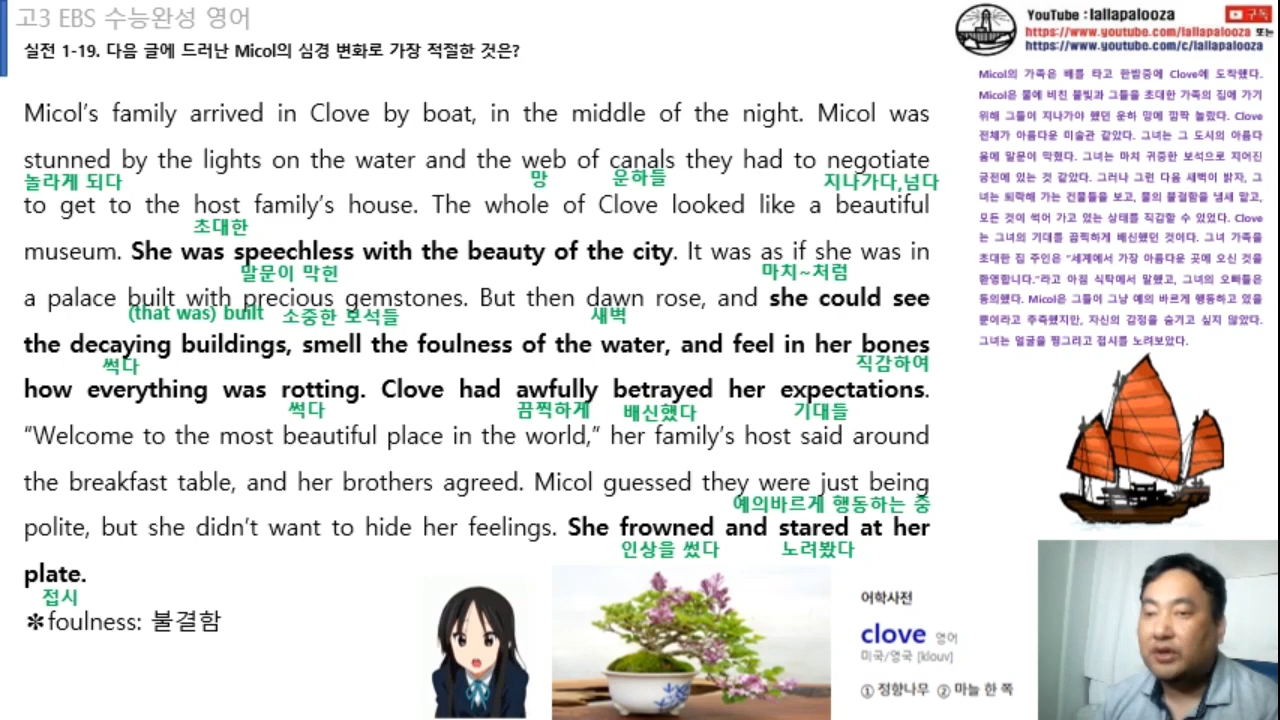 고3 EBS 수능완성 영어
실전 1-19. 다음 글에 드러난 Micol의 심경 변화로 가장 적절한 것은?
Micol’s family arrived in Clove by boat, in the middle of the night. Micol was
stunned by the lights on the water and the web of canals they had to negotiate
놀라게 되다 망 운하들 지나가다,넘다
to get to the host family’s house. The whole of Clove looked like a beautiful
초대한
museum. She was speechless with the beauty of the city. It was as if she was in
말문이 막힌 마치~처럼
a palace built with precious gemstones. But then dawn rose, and she could see
(that was) built 소중한 보석들 새벽
the decaying buildings, smell the foulness of the water, and feel in her bones
썩다 직감하여
how everything was rotting. Clove had awfully betrayed her expectations.
썩다 끔찍하게 배신했다 기대들
“Welcome to the most beautiful place in the world,” her family’s host said around
the breakfast table, and her brothers agreed. Micol guessed they were just being
예의바르게 행동하는 중
polite, but she didn’t want to hide her feelings. She frowned and stared at her
인상을 썼다 노려봤다
plate.
접시
✻foulness: 불결함
YouTube : lallapalooza
구독
https://www.youtube.com/lallapalooza 또는
https://www.youtube.com/c/lallapalooza
Micol의 가족은 배를 타고 한밤중에 Clove에 도착했다.
Micol은 물에 비친 불빛과 그들을 초대한 가족의 집에 가기
위해 그들이 지나가야 했던 운하 망에 깜짝 놀랐다. Clove
전체가 아름다운 미술관 같았다. 그녀는 그 도시의 아름다
움에 말문이 막혔다. 그녀는 마치 귀중한 보석으로 지어진
궁전에 있는 것 같았다. 그러나 그런 다음 새벽이 밝자, 그
녀는 퇴락해 가는 건물들을 보고, 물의 불결함을 냄새 맡고,
모든 것이 썩어 가고 있는 상태를 직감할 수 있었다. Clove
는 그녀의 기대를 끔찍하게 배신했던 것이다. 그녀 가족을
초대한 집 주인은 “세계에서 가장 아름다운 곳에 오신 것을
환영합니다.”라고 아침 식탁에서 말했고, 그녀의 오빠들은
동의했다. Micol은 그들이 그냥 예의 바르게 행동하고 있을
뿐이라고 추측했지만, 자신의 감정을 숨기고 싶지 않았다.
그녀는 얼굴을 찡그리고 접시를 노려보았다.
어학사전
clove 영어
미국/영국 [klouv]
① 정향나무 ② 마늘 한 쪽